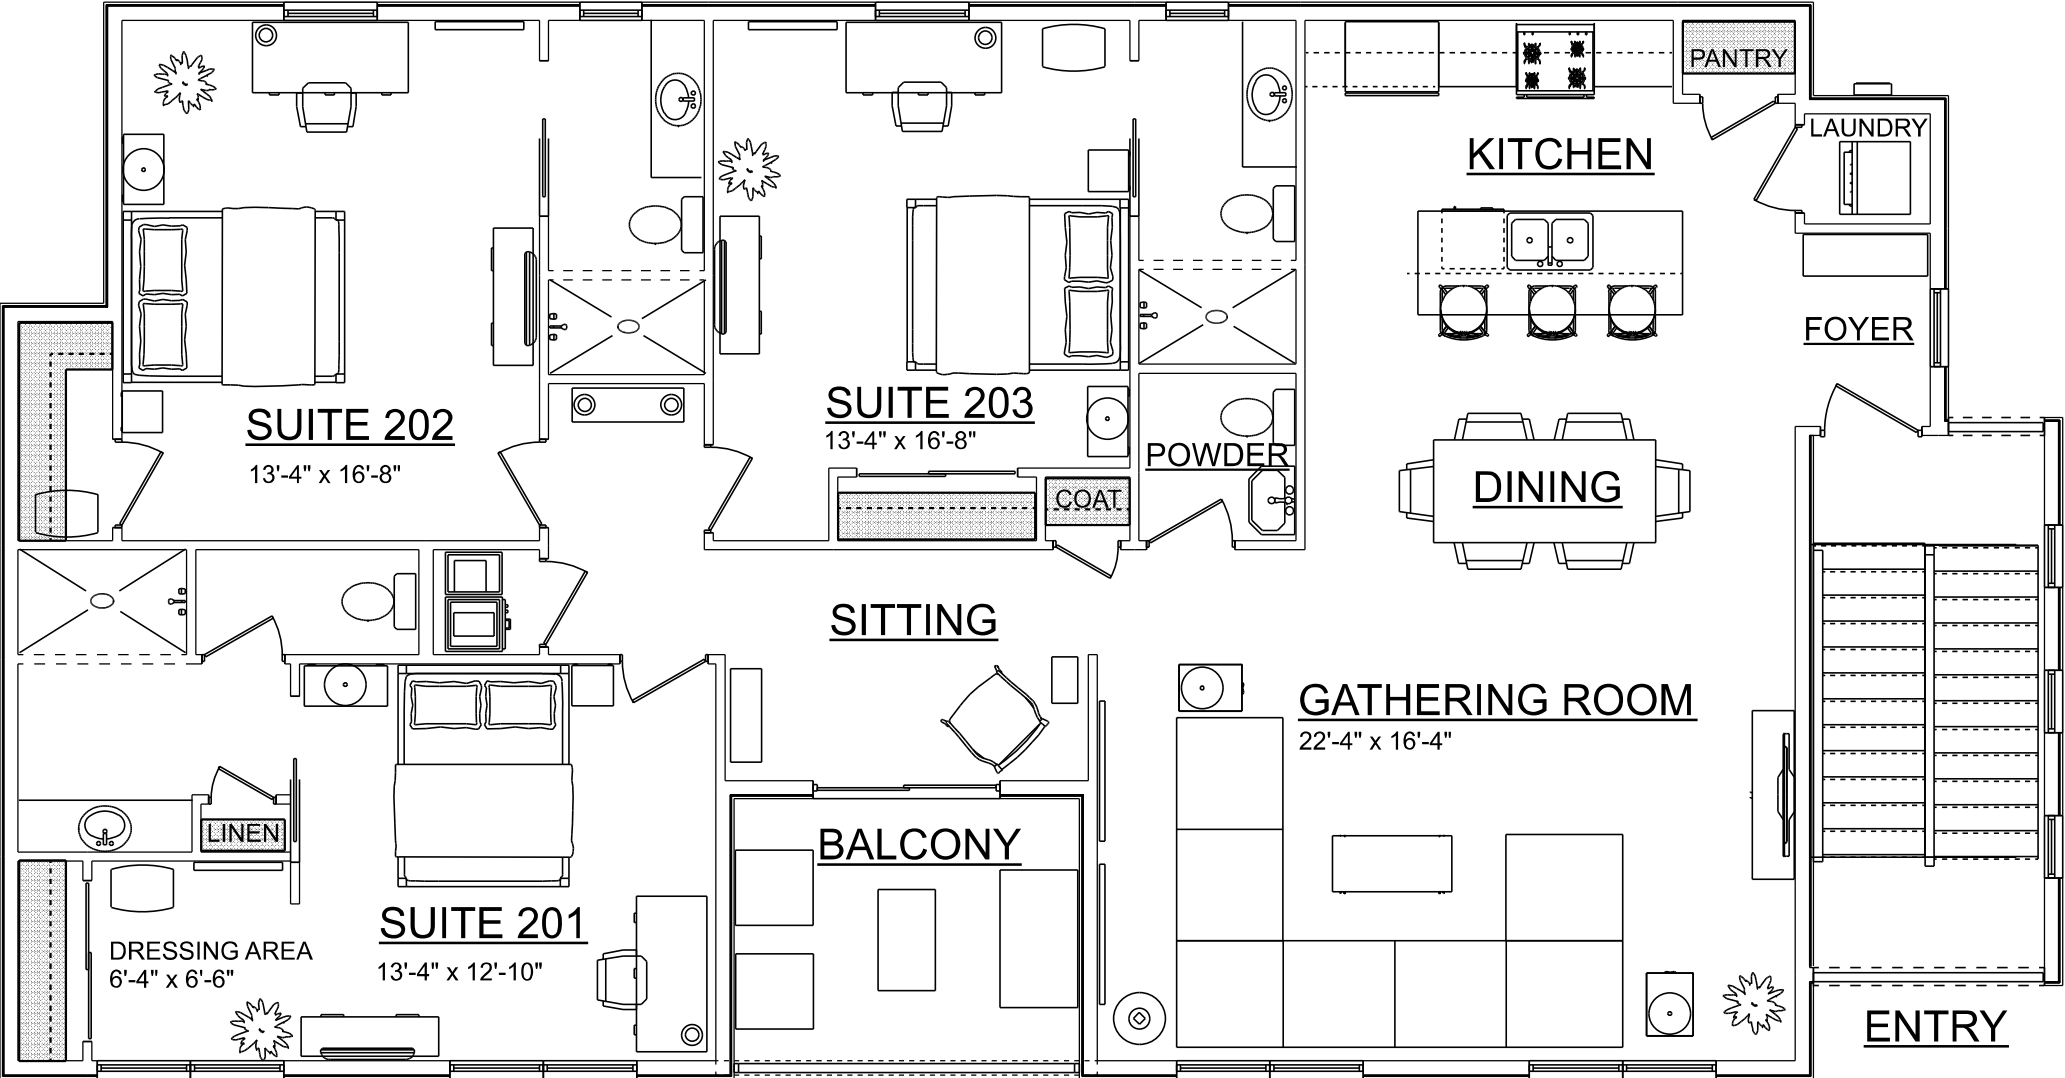 PANTRY
LAUNDRY
KITCHEN
FOYER
SUITE 202
13'-4" x 16'-8"
SUITE 203
13'-4" x 16'-8"
POWDER
COAT
DINING
SITTING
GATHERING ROOM
22'-4" x 16'-4"
LINEN
BALCONY
SUITE 201
13'-4" x 12'-10"
DRESSING AREA
6'-4" x 6'-6"
ENTRY